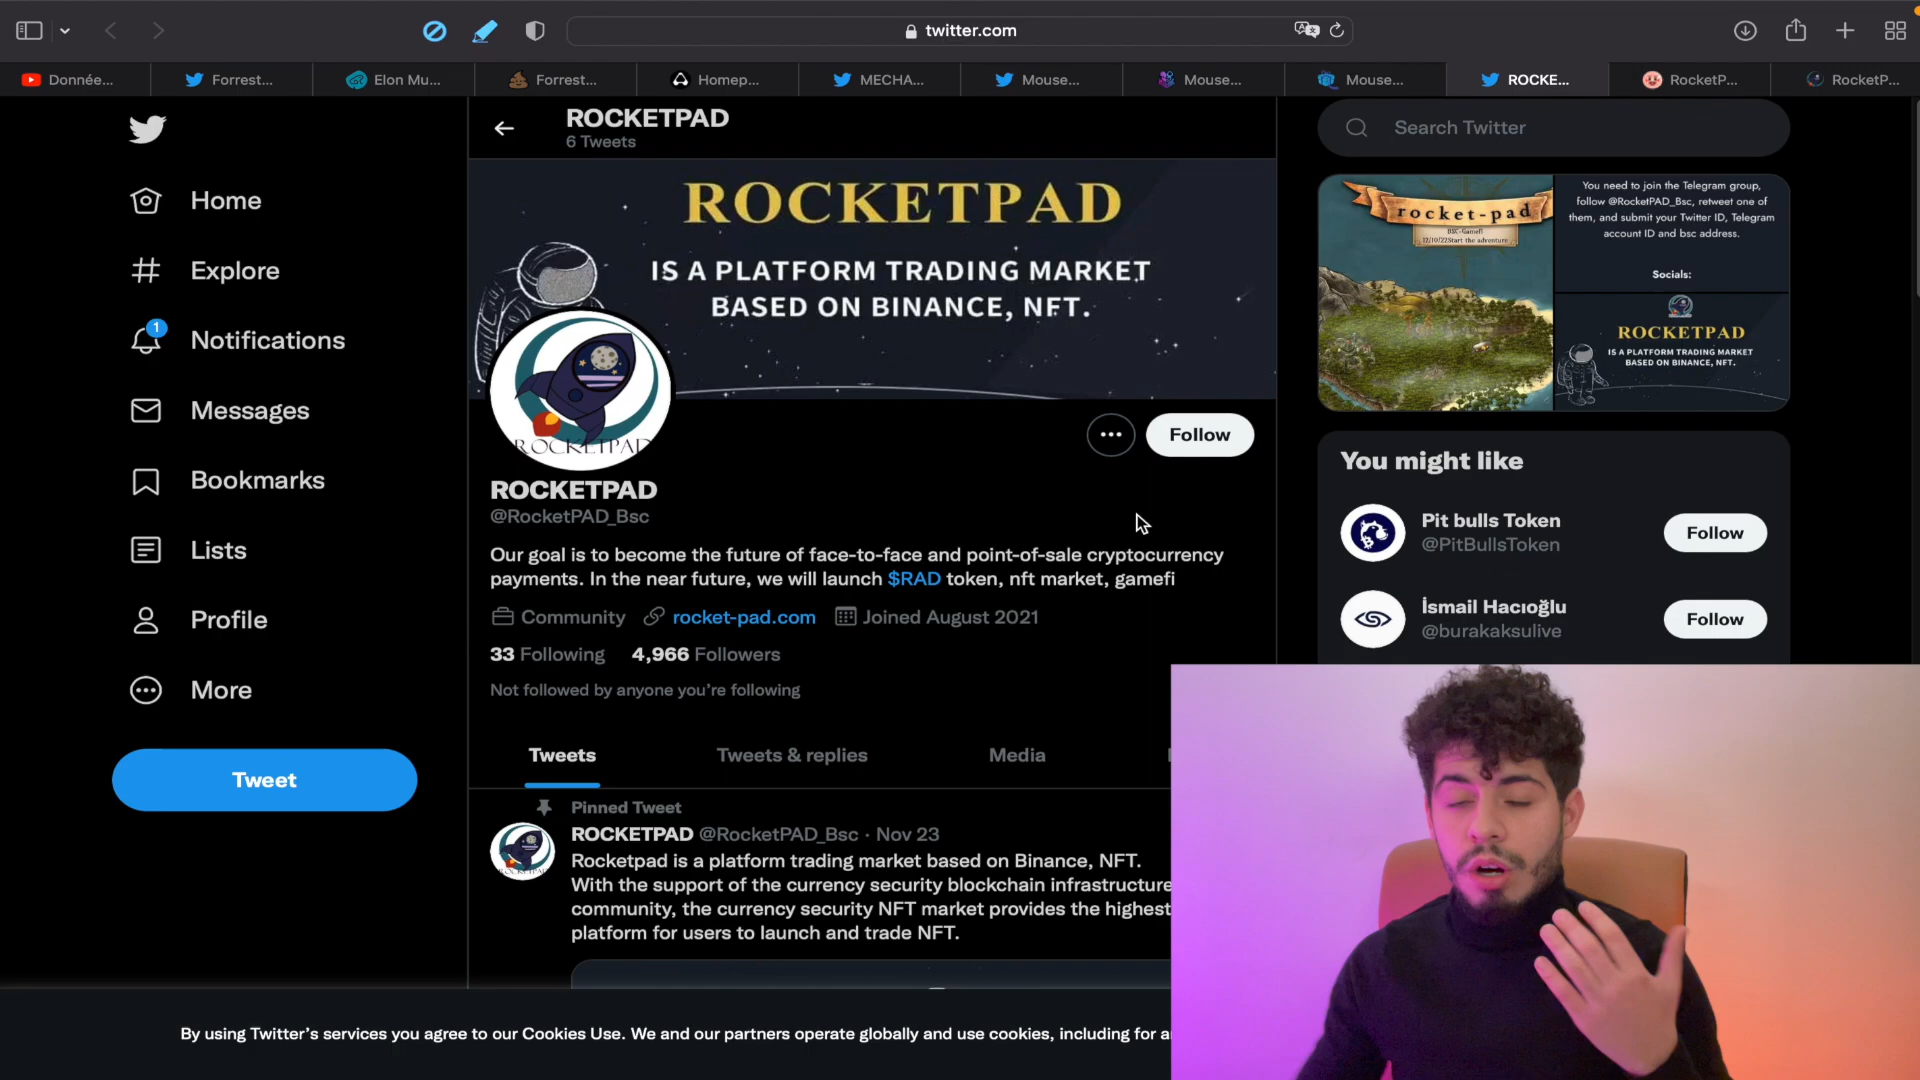 twitter.com
Donnée...
Forrest...
Elon Mu...
Forrest...
Homep...
MECHA...
Mouse...
Mouse...
Mouse...
ROCKE...
RocketP...
RocketP...
Home
Explore
1
Notifications
Messages
Bookmarks
Lists
Profile
More
Tweet
ROCKETPAD
6 Tweets
ROCKETPAD
IS A PLATFORM TRADING MARKET
BASED ON BINANCE, NFT.
ROCKETPAD
Follow
ROCKETPAD
@RocketPAD_Bsc
Our goal is to become the future of face-to-face and point-of-sale cryptocurrency
payments. In the near future, we will launch $RAD token, nft market, gamefi
Community rocket-pad.com Joined August 2021
33 Following 4,966 Followers
Not followed by anyone you're following
Tweets Tweets & replies Media
Pinned Tweet
ROCKETPAD @RocketPAD_Bsc · Nov 23
Rocketpad is a platform trading market based on Binance, NFT.
With the support of the currency security blockchain infrastructure
community, the currency security NFT market provides the highest
platform for users to launch and trade NFT.
Search Twitter
rocket-pad
BSC-Gamefi
12/10/22Start the adventure
You need to join the Telegram group,
follow @RocketPAD_Bsc, retweet one of
them, and submit your Twitter ID, Telegram
account ID and bsc address.
Socials:
ROCKETPAD
IS A PLATFORM TRADING MARKET
BASED ON BINANCE, NFT.
You might like
Pit bulls Token
@PitBullsToken
Follow
İsmail Hacıoğlu
@burakaksulive
Follow
By using Twitter's services you agree to our Cookies Use. We and our partners operate globally and use cookies, including for a